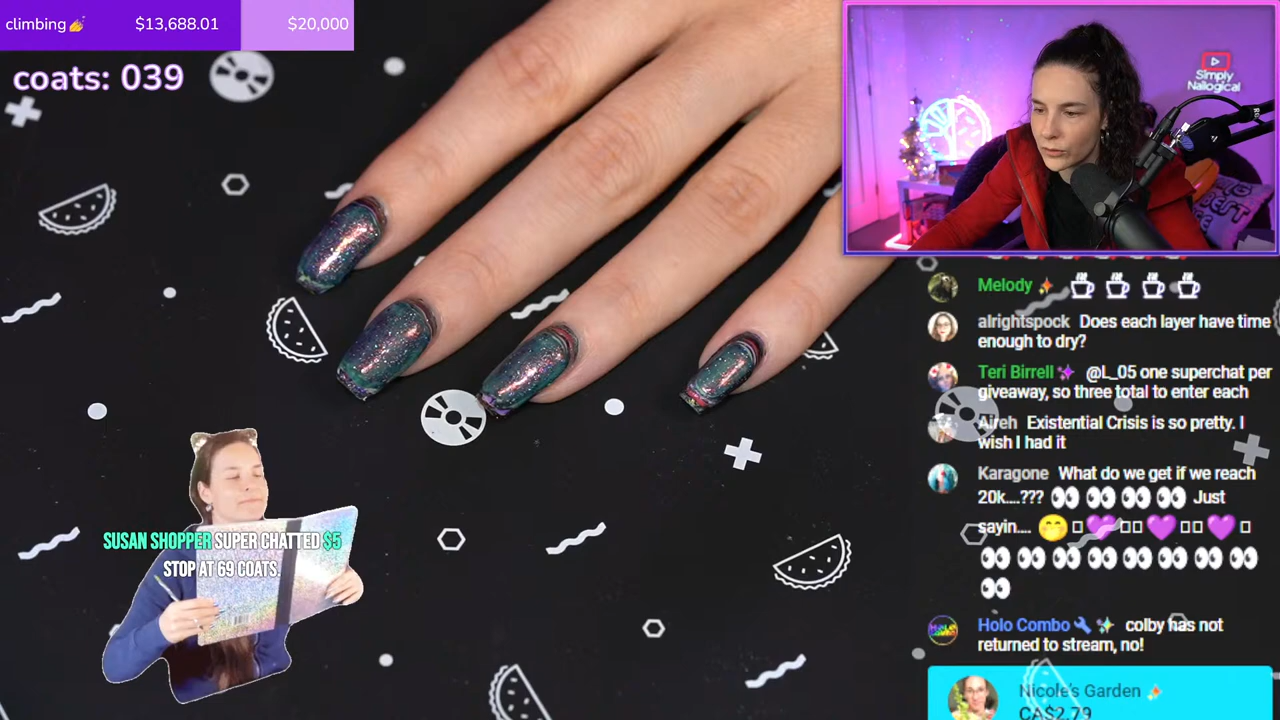 climbing💅 $13,688.01 $20,000
coats: 039
Simply
Nailogical
Melody ✨ ☕ ☕ ☕ ☕
alrightspock Does each layer have time
enough to dry?
Teri Birrell ✨ @L_05 one superchat per
giveaway, so three total to enter each
Aireh Existential Crisis is so pretty. I
wish I had it
Karagone What do we get if we reach
20k....??? 👀 👀 👀 👀 Just
sayin.... 🤭 💜 💜 💜
👀 👀 👀 👀 👀 👀 👀 👀
👀
Holo Combo 🔧 ✨ colby has not
returned to stream, no!
SUSAN SHOPPER SUPER CHATTED $5
STOP AT 69 COATS.
Nicole's Garden ✨
CA$2.79